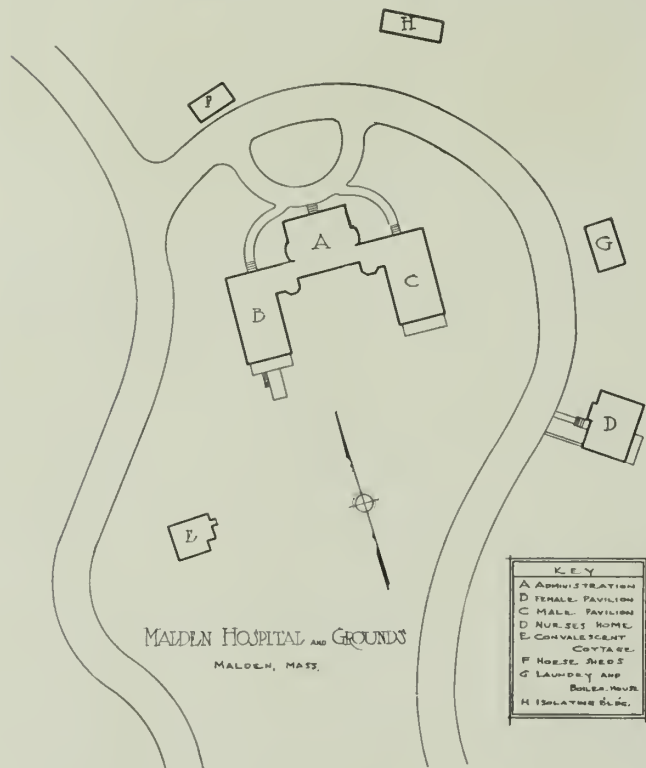 H
F
A
G
C
B
D
E
MALDEN HOSPITAL AND GROUNDS
MALDEN, MASS.
KEY
A ADMINISTRATION
B FEMALE PAVILION
C MALE PAVILION
D NURSES HOME
E CONVALESCENT
COTTAGE
F HORSE SHEDS
G LAUNDRY AND
BOILER HOUSE
H ISOLATING BLDG.